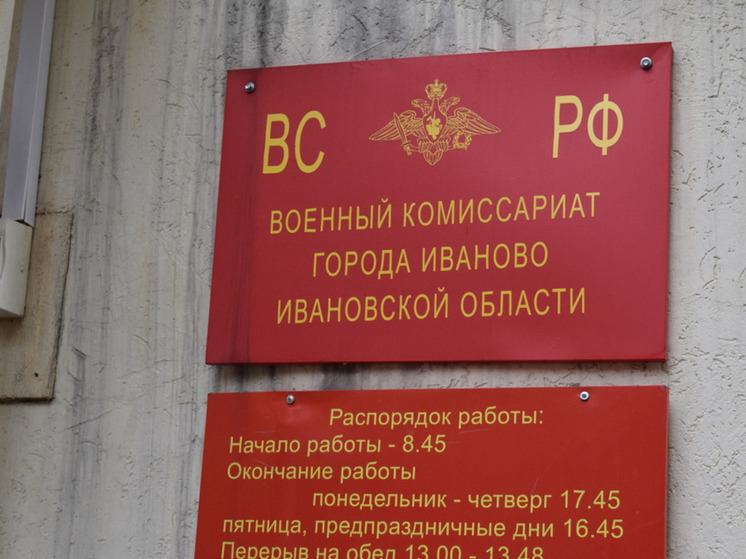 ВС РФ
ВОЕННЫЙ КОМИССАРИАТ
ГОРОДА ИВАНОВО
ИВАНОВСКОЙ ОБЛАСТИ
Распорядок работы:
Начало работы - 8.45
Окончание работы
понедельник - четверг 17.45
пятница, предпраздничные дни 16.45
Перерыв на обед 13.00 - 13.48